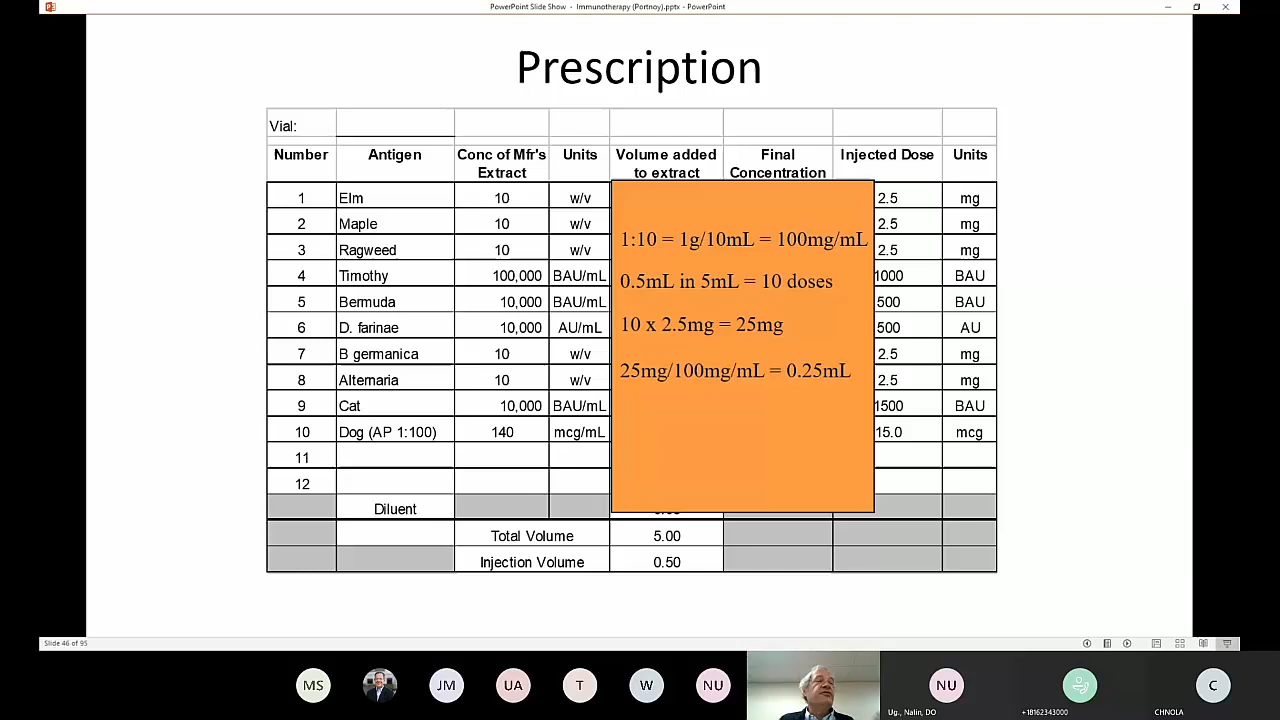 PowerPoint Slide Show - Immunotherapy (Portnoy).pptx - PowerPoint
Prescription
Vial:
Number Antigen Conc of Mfr's Extract Units Volume added to extract Final Concentration Injected Dose Units
1 Elm 10 w/v 2.5 mg
2 Maple 10 w/v 2.5 mg
3 Ragweed 10 w/v 2.5 mg
4 Timothy 100,000 BAU/mL 1000 BAU
5 Bermuda 10,000 BAU/mL 500 BAU
6 D. farinae 10,000 AU/mL 500 AU
7 B germanica 10 w/v 2.5 mg
8 Alternaria 10 w/v 2.5 mg
9 Cat 10,000 BAU/mL 1500 BAU
10 Dog (AP 1:100) 140 mcg/mL 15.0 mcg
11
12
Diluent
Total Volume 5.00
Injection Volume 0.50
1:10 = 1g/10mL = 100mg/mL
0.5mL in 5mL = 10 doses
10 x 2.5mg = 25mg
25mg/100mg/mL = 0.25mL
Slide 46 of 95
MS JM UA T W NU NU C
Ug., Nalin, DO +18162343000 CHNOLA